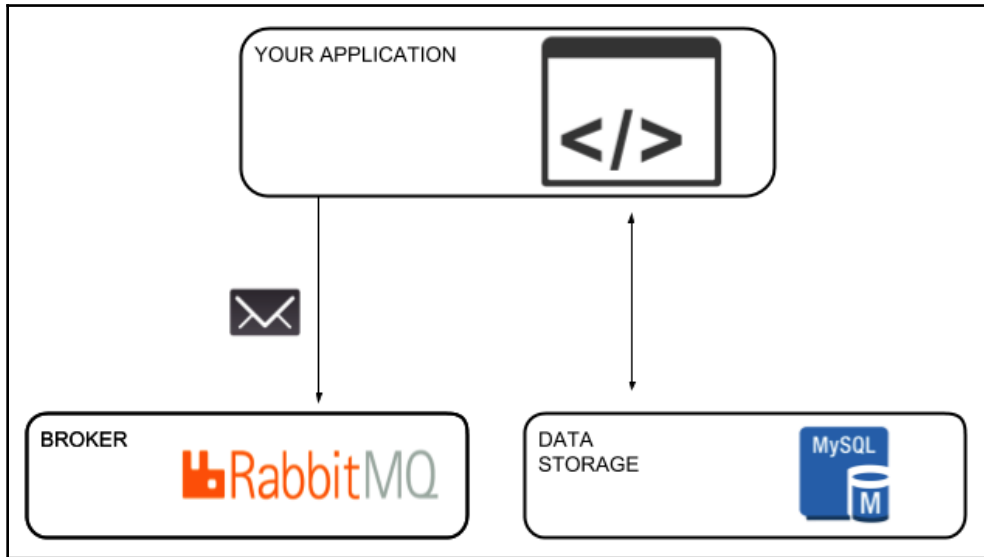 YOUR APPLICATION
</>
BROKER
RabbitMQ
DATA
STORAGE
MySQL
M